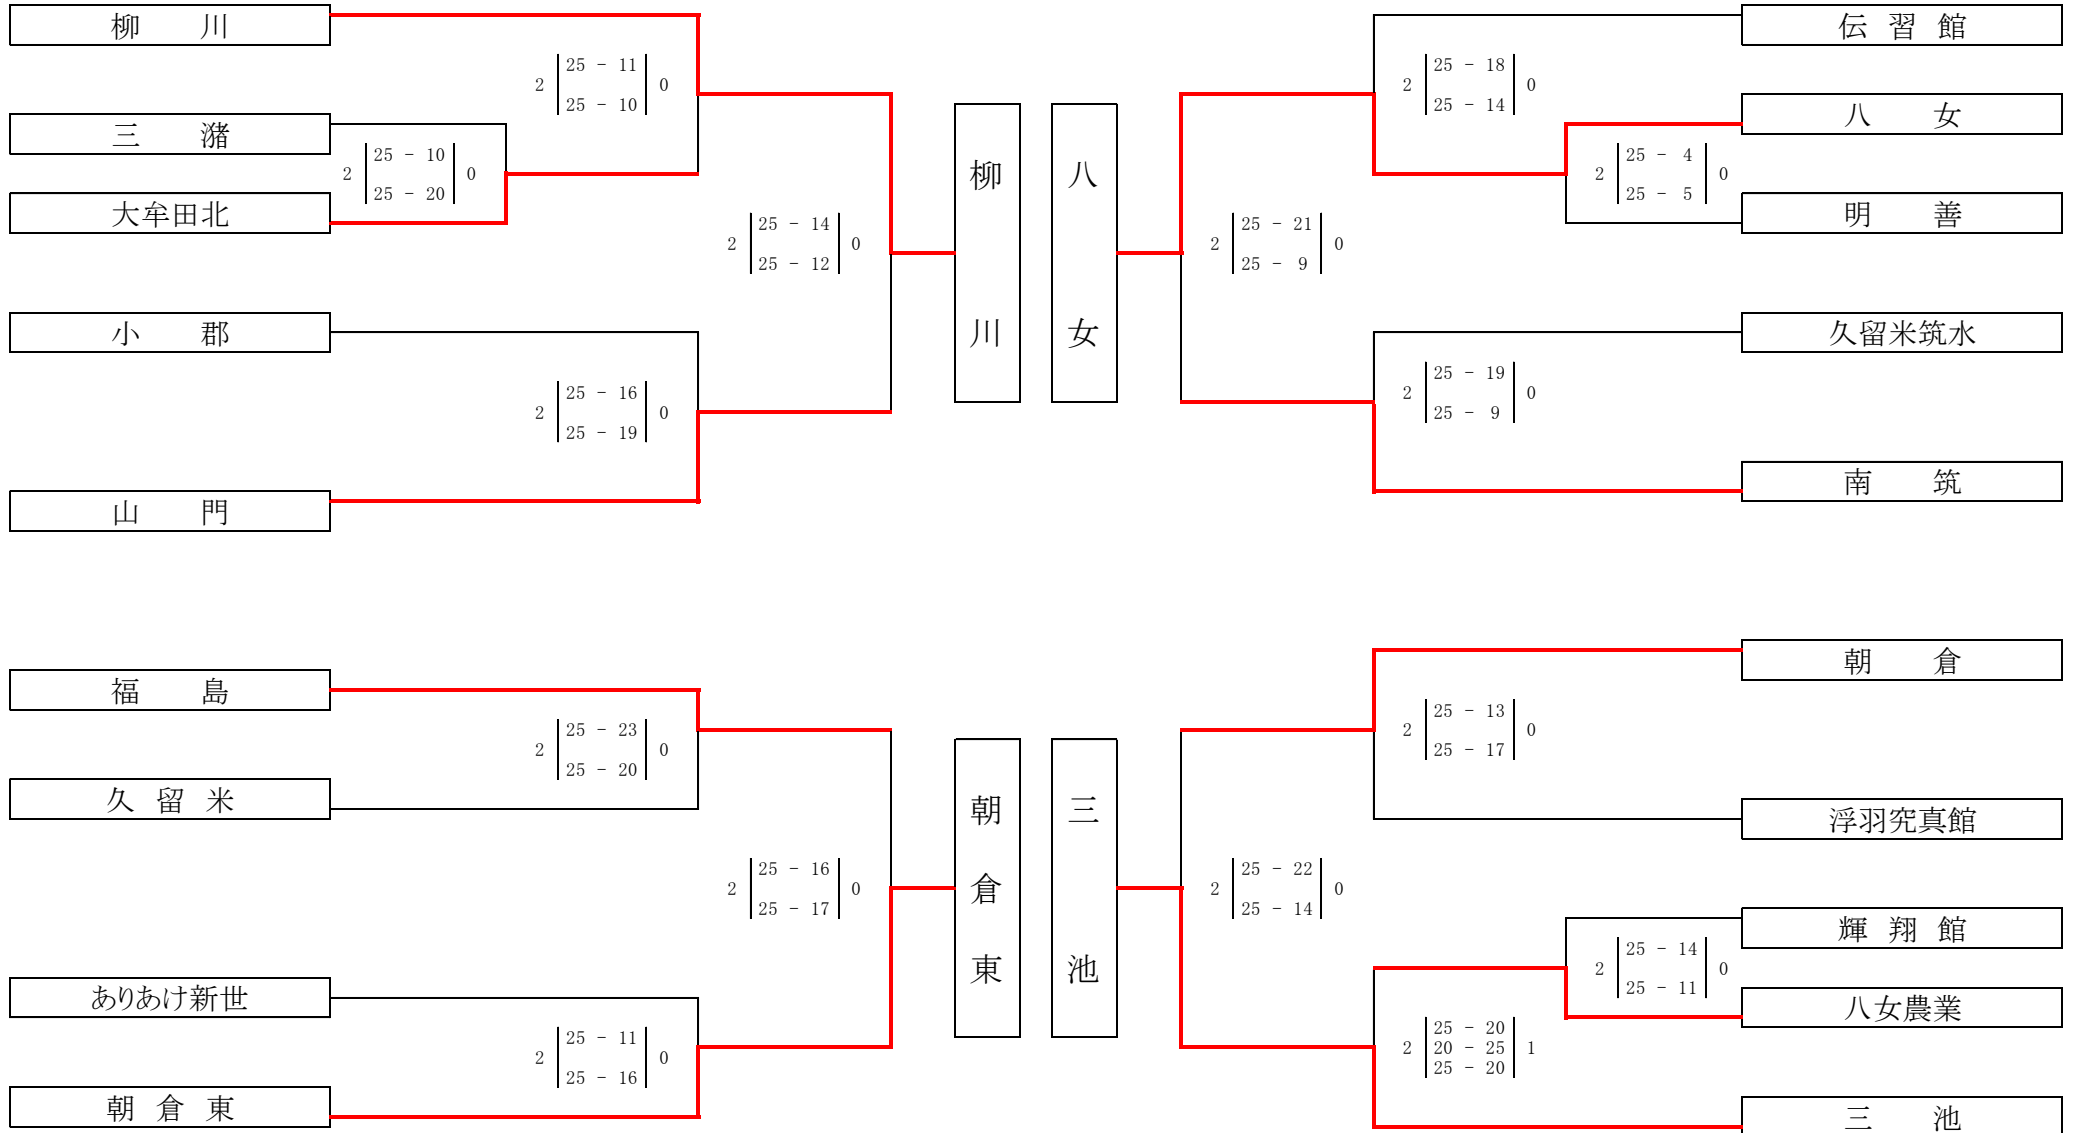 柳川
2 25 - 11 0
25 - 10
三潴
2 25 - 10 0
25 - 20
大牟田北
2 25 - 14 0
25 - 12
小郡
2 25 - 16 0
25 - 19
山門
柳川
八女
伝習館
2 25 - 18 0
25 - 14
八女
2 25 - 4 0
25 - 5
明善
2 25 - 21 0
25 - 9
久留米筑水
2 25 - 19 0
25 - 9
南筑
福島
2 25 - 23 0
25 - 20
久留米
2 25 - 16 0
25 - 17
ありあけ新世
2 25 - 11 0
25 - 16
朝倉東
朝倉東
三池
朝倉
2 25 - 13 0
25 - 17
浮羽究真館
2 25 - 22 0
25 - 14
輝翔館
2 25 - 14 0
25 - 11
八女農業
25 - 20
2 20 - 25 1
25 - 20
三池